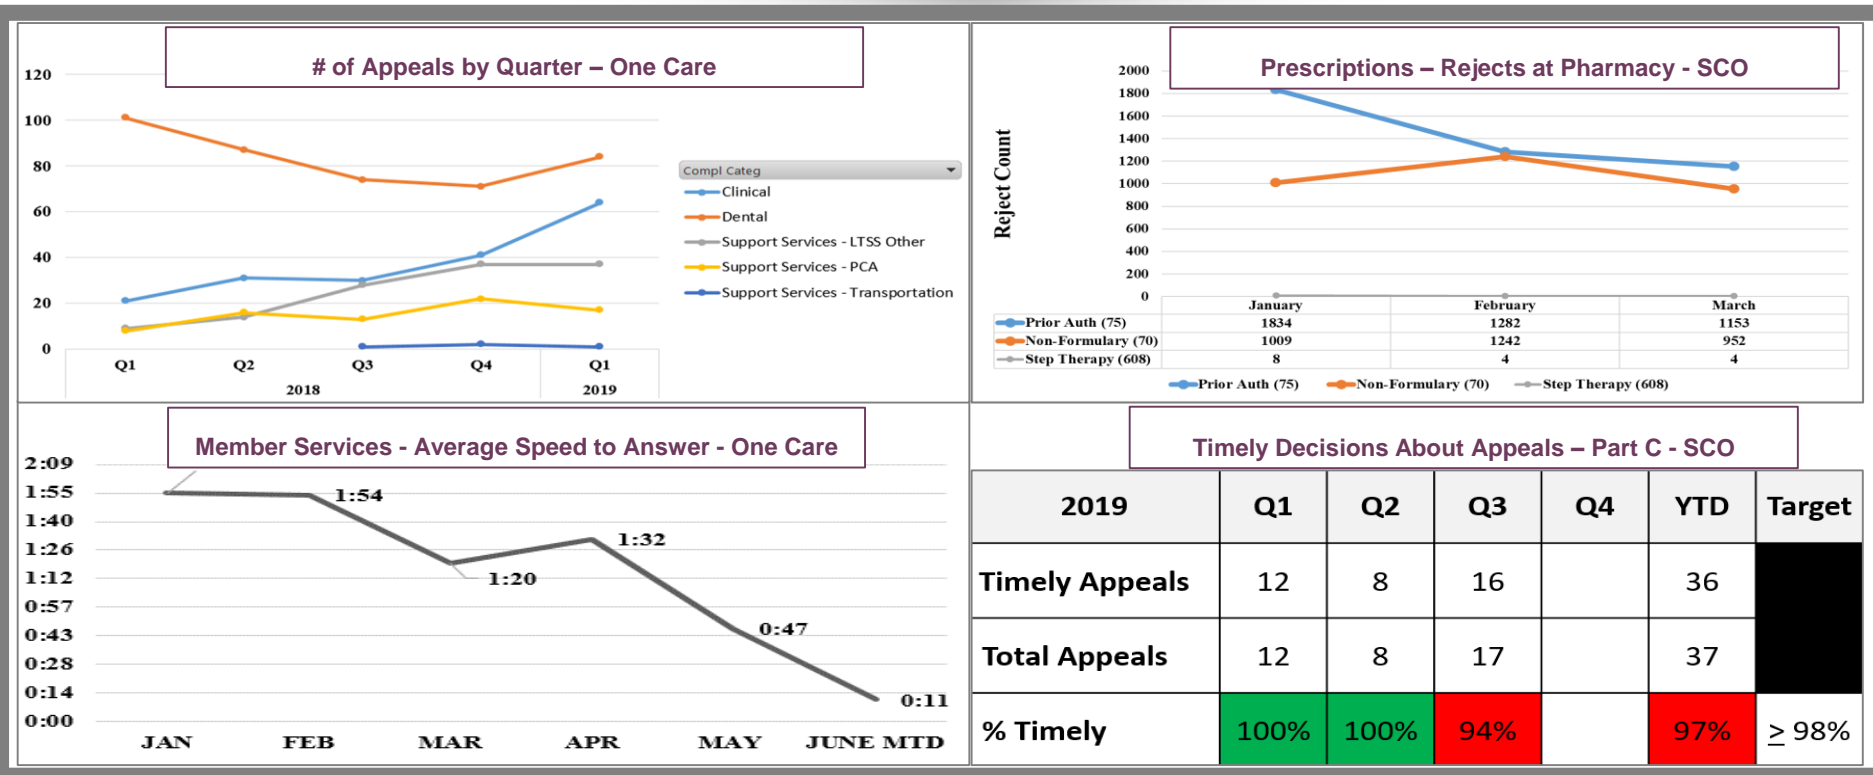 # of Appeals by Quarter – One Care
120
100
80
60
40
20
0
Q1 Q2 Q3 Q4 Q1
2018 2019
Compl Categ
Clinical
Dental
Support Services - LTSS Other
Support Services - PCA
Support Services - Transportation
Prescriptions – Rejects at Pharmacy - SCO
Reject Count
2000
1800
1600
1400
1200
1000
800
600
400
200
0
January February March
Prior Auth (75) 1834 1282 1153
Non-Formulary (70) 1009 1242 952
Step Therapy (608) 8 4 4
Prior Auth (75) Non-Formulary (70) Step Therapy (608)
Member Services - Average Speed to Answer - One Care
2:09
1:55
1:40
1:26
1:12
0:57
0:43
0:28
0:14
0:00
1:54
1:20
1:32
0:47
0:11
JAN FEB MAR APR MAY JUNE MTD
Timely Decisions About Appeals – Part C - SCO
2019 Q1 Q2 Q3 Q4 YTD Target
Timely Appeals 12 8 16 36
Total Appeals 12 8 17 37
% Timely 100% 100% 94% 97% ≥ 98%